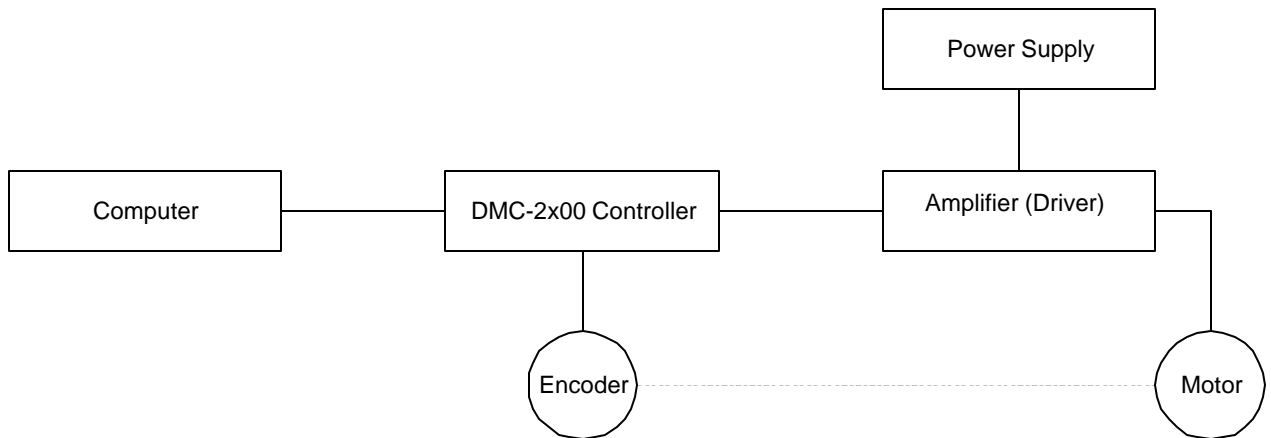 Power Supply
Computer
DMC-2x00 Controller
Amplifier (Driver)
Encoder
Motor